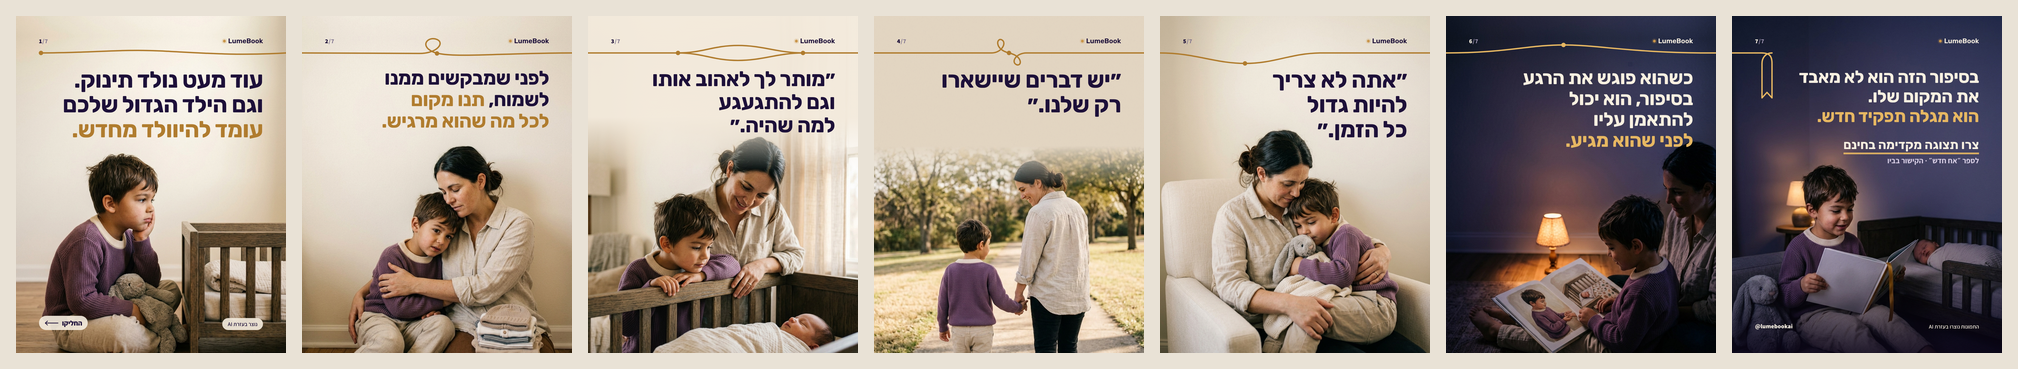 1/7
LumeBook
עוד מעט נולד תינוק.
וגם הילד הגדול שלכם
עומד להיוולד מחדש.
החליקו
נוצר בעזרת AI
2/7
LumeBook
לפני שמבקשים ממנו
לשמוח, תנו מקום
לכל מה שהוא מרגיש.
3/7
LumeBook
"מותר לך לאהוב אותו
וגם להתגעגע
למה שהיה."
4/7
LumeBook
"יש דברים שיישארו
רק שלנו."
5/7
LumeBook
"אתה לא צריך
להיות גדול
כל הזמן."
6/7
LumeBook
כשהוא פוגש את הרגע
בסיפור, הוא יכול
להתאמן עליו
לפני שהוא מגיע.
7/7
LumeBook
בסיפור הזה הוא לא מאבד
את המקום שלו.
הוא מגלה תפקיד חדש.
צרו תצוגה מקדימה בחינם
לספר "אח חדש" · הקישור בביו
@lumebookai
התמונות נוצרו בעזרת AI